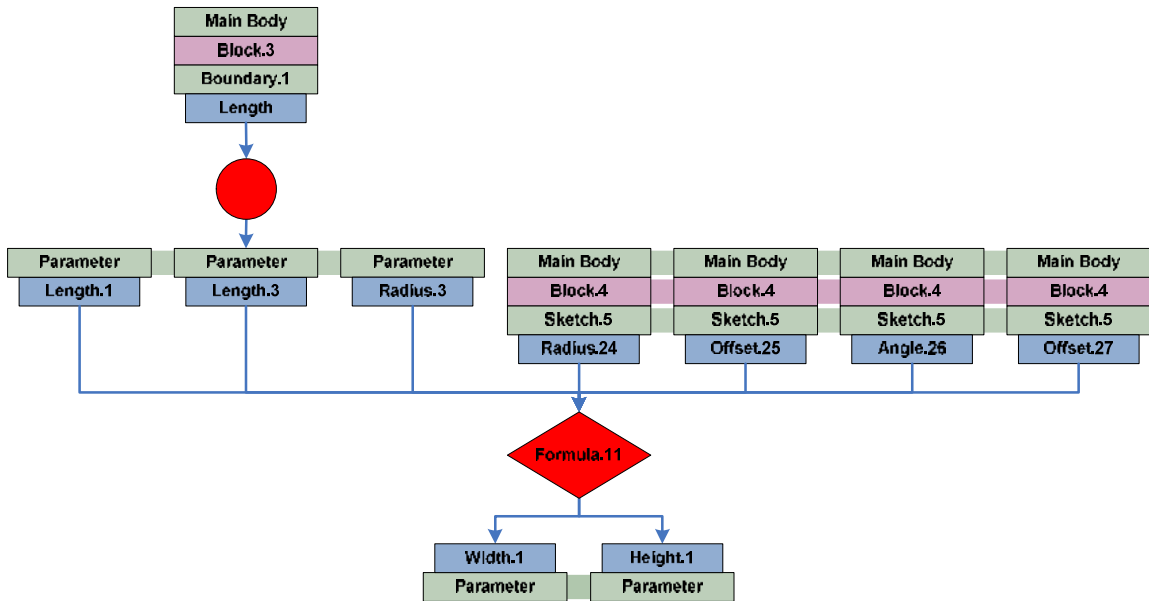 Main Body
Block.3
Boundary.1
Length
Parameter Parameter Parameter Main Body Main Body Main Body Main Body
Length.1 Length.3 Radius.3 Block.4 Block.4 Block.4 Block.4
Sketch.5 Sketch.5 Sketch.5 Sketch.5
Radius.24 Offset.25 Angle.26 Offset.27
Formula.11
Width.1 Height.1
Parameter Parameter